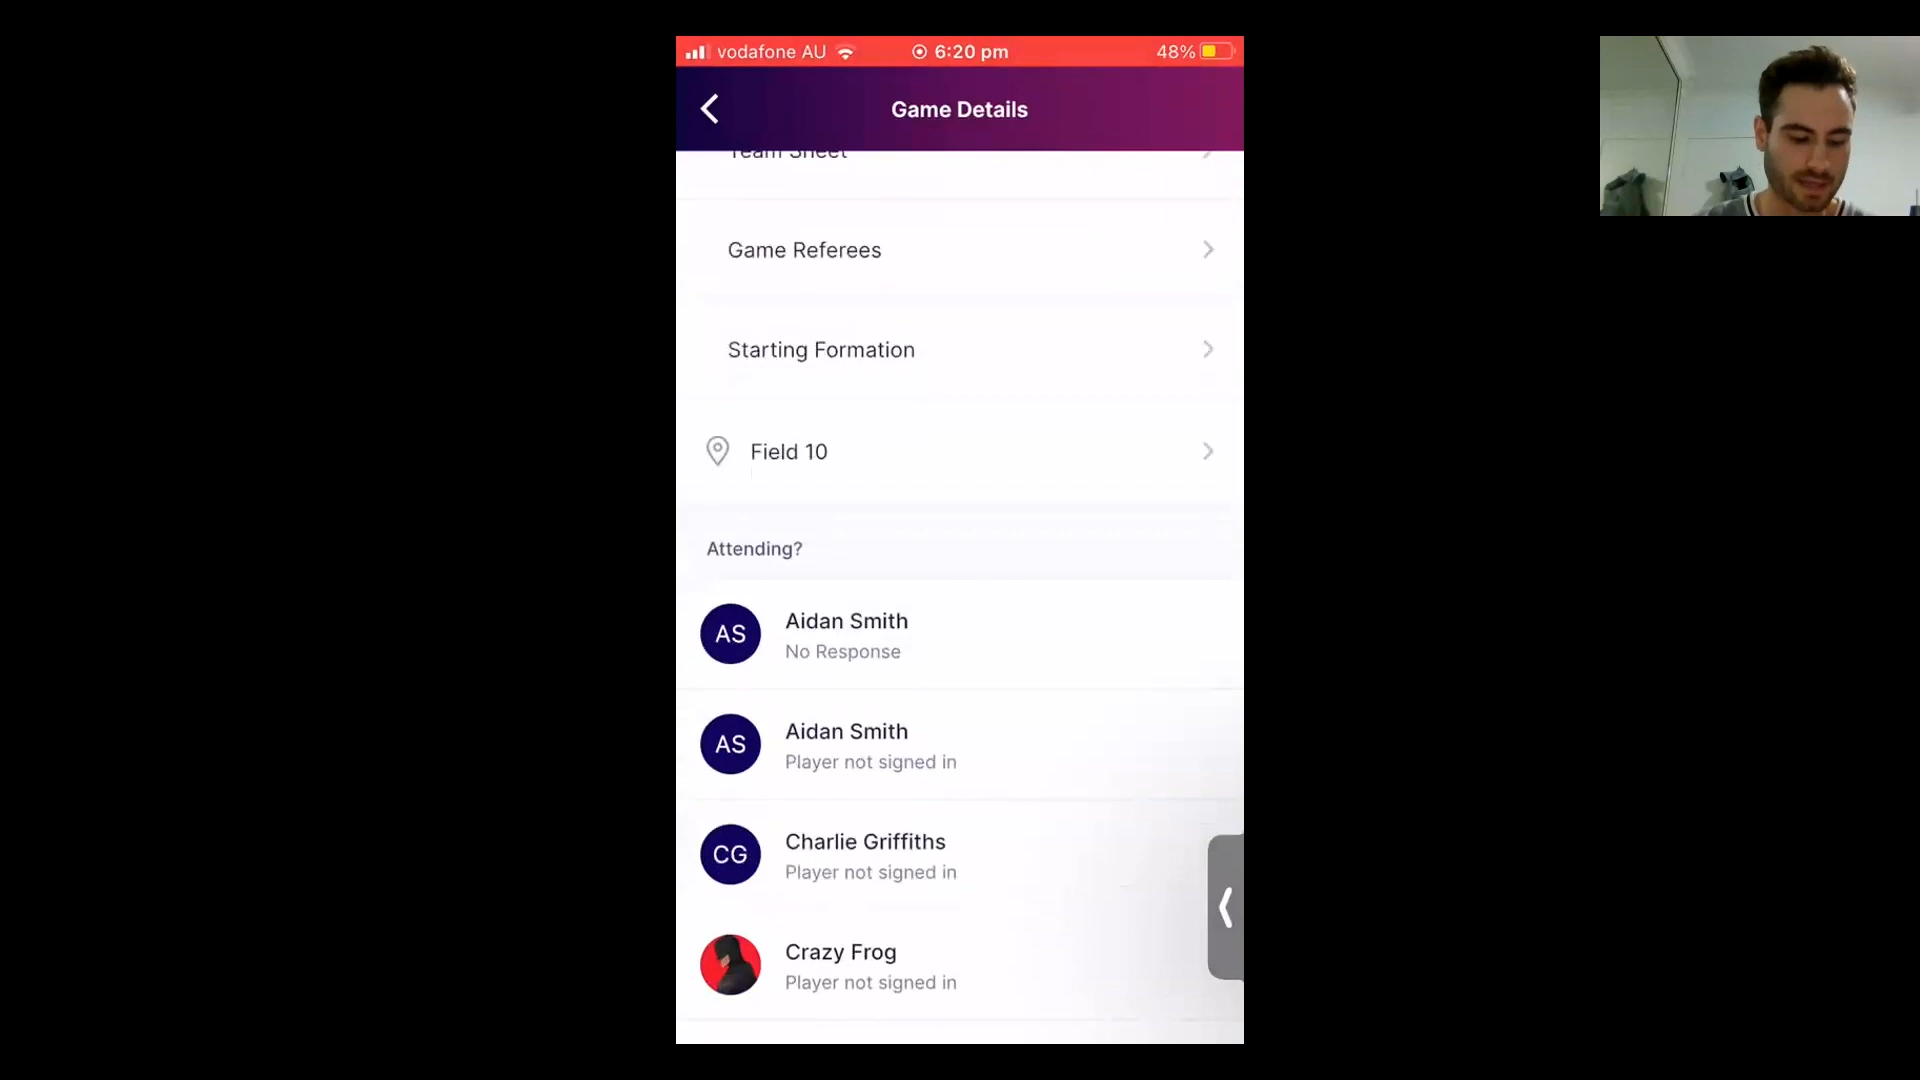 vodafone AU
6:20 pm
48%
Game Details
Team Sheet
Game Referees
Starting Formation
Field 10
Attending?
AS
Aidan Smith
No Response
AS
Aidan Smith
Player not signed in
CG
Charlie Griffiths
Player not signed in
Crazy Frog
Player not signed in